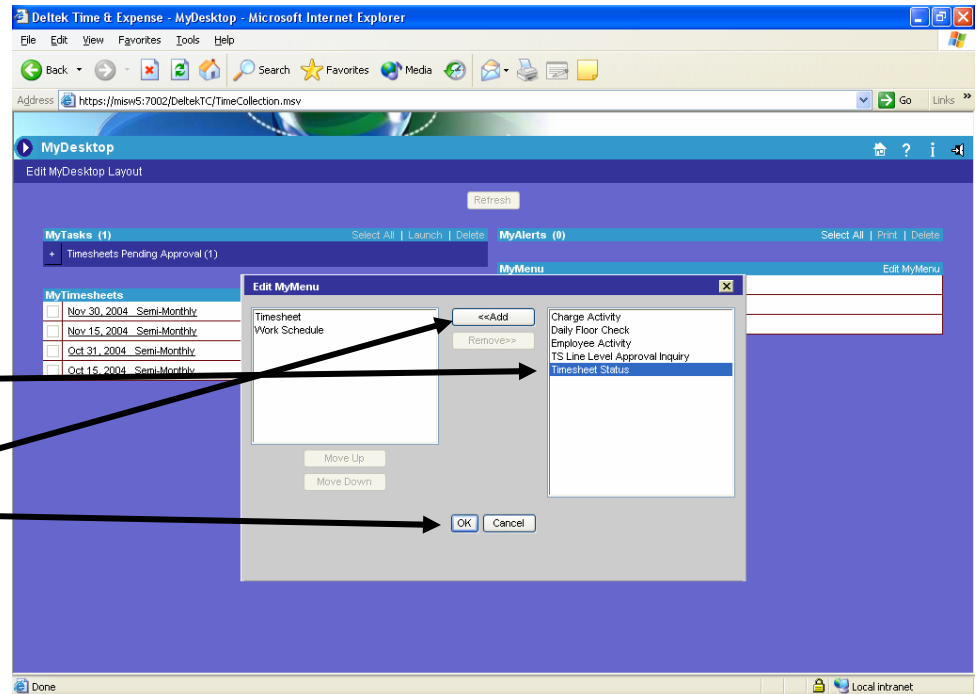 Deltek Time & Expense - MyDesktop - Microsoft Internet Explorer
File Edit View Favorites Tools Help
Back Search Favorites Media
Address https://misw5:7002/DeltekTC/TimeCollection.msv Go Links »
MyDesktop ? i
Edit MyDesktop Layout
Refresh
MyTasks (1) Select All | Launch | Delete MyAlerts (0) Select All | Print | Delete
+ Timesheets Pending Approval (1)
MyMenu Edit MyMenu
MyTimesheets
Nov 30, 2004 Semi-Monthly
Nov 15, 2004 Semi-Monthly
Oct 31, 2004 Semi-Monthly
Oct 15, 2004 Semi-Monthly
Edit MyMenu
Timesheet
Work Schedule
<<Add
Remove>>
Charge Activity
Daily Floor Check
Employee Activity
TS Line Level Approval Inquiry
Timesheet Status
Move Up
Move Down
OK Cancel
Done Local intranet